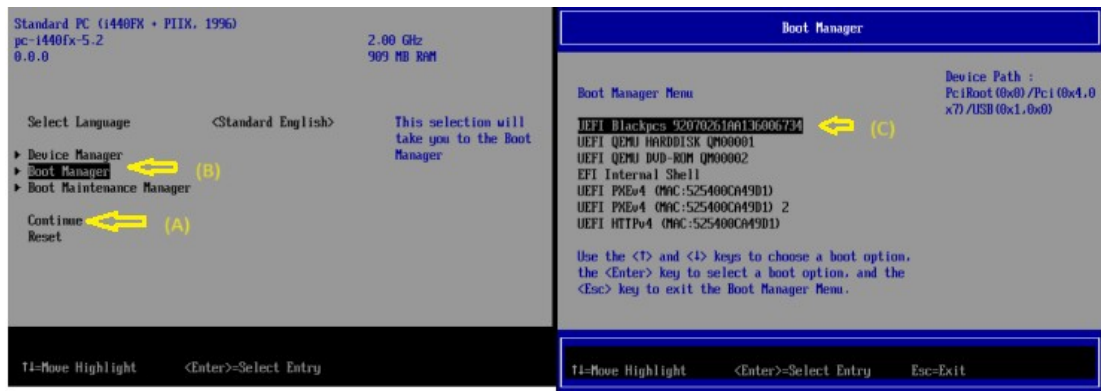 Standard PC (i440FX + PIIX, 1996)
pc-i440fx-5.2
2.00 GHz
0.0.0
909 MB RAM
Select Language
<Standard English>
This selection will
take you to the Boot
Manager
▶ Device Manager
▶ Boot Manager
(B)
▶ Boot Maintenance Manager
Continue
(A)
Reset
↑↓=Move Highlight
<Enter>=Select Entry
Boot Manager
Boot Manager Menu
Device Path :
PciRoot(0x0)/Pci(0x4,0
x7)/USB(0x1,0x0)
UEFI Blackpcs 92070261AA136006734
(C)
UEFI QEMU HARDDISK QM00001
UEFI QEMU DVD-ROM QM00002
EFI Internal Shell
UEFI PXEv4 (MAC:525400CA49D1)
UEFI PXEv4 (MAC:525400CA49D1) 2
UEFI HTTPv4 (MAC:525400CA49D1)
Use the <↑> and <↓> keys to choose a boot option,
the <Enter> key to select a boot option, and the
<Esc> key to exit the Boot Manager Menu.
↑↓=Move Highlight
<Enter>=Select Entry
Esc=Exit